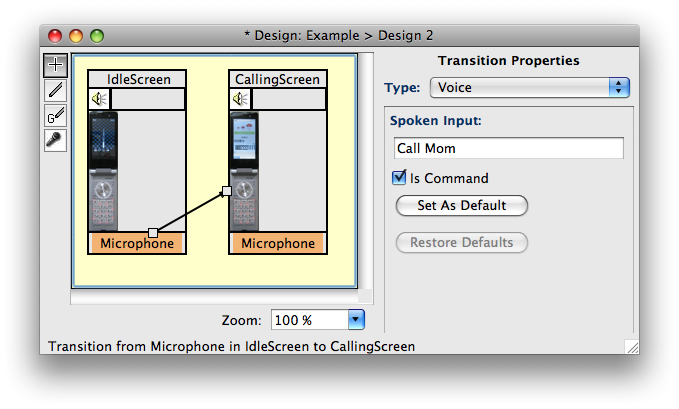 * Design: Example > Design 2
IdleScreen
CallingScreen
Microphone
Microphone
G
Zoom: 100 %
Transition Properties
Type: Voice
Spoken Input:
Call Mom
Is Command
Set As Default
Restore Defaults
Transition from Microphone in IdleScreen to CallingScreen